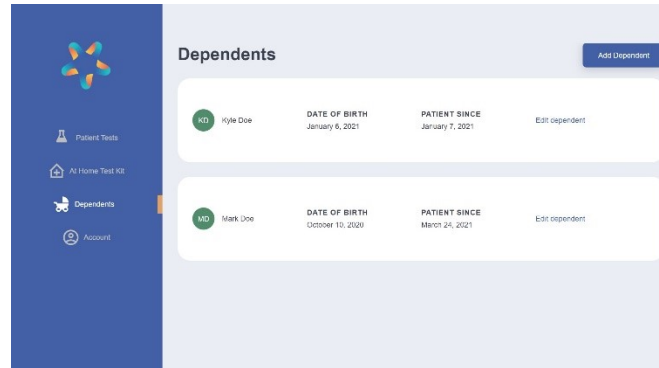 Dependents
Add Dependent
Patient Tests
At Home Test Kit
Dependents
Account
KD Kyle Doe DATE OF BIRTH PATIENT SINCE Edit dependent
January 6, 2021 January 7, 2021
MD Mark Doe DATE OF BIRTH PATIENT SINCE Edit dependent
October 10, 2020 March 24, 2021